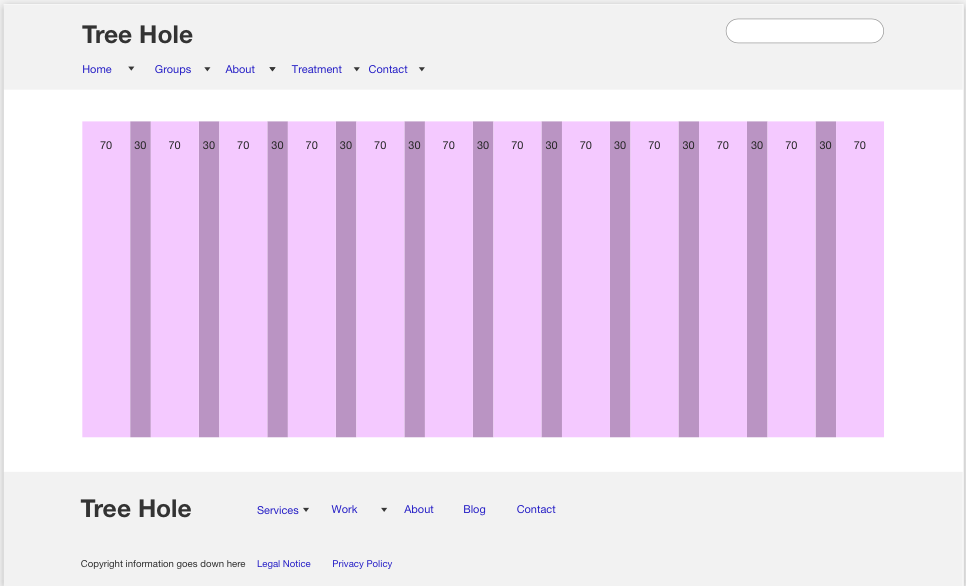 Tree Hole
Home Groups About Treatment Contact
70 30 70 30 70 30 70 30 70 30 70 30 70 30 70 30 70 30 70 30 70 30 70
Tree Hole Services Work About Blog Contact
Copyright information goes down here Legal Notice Privacy Policy